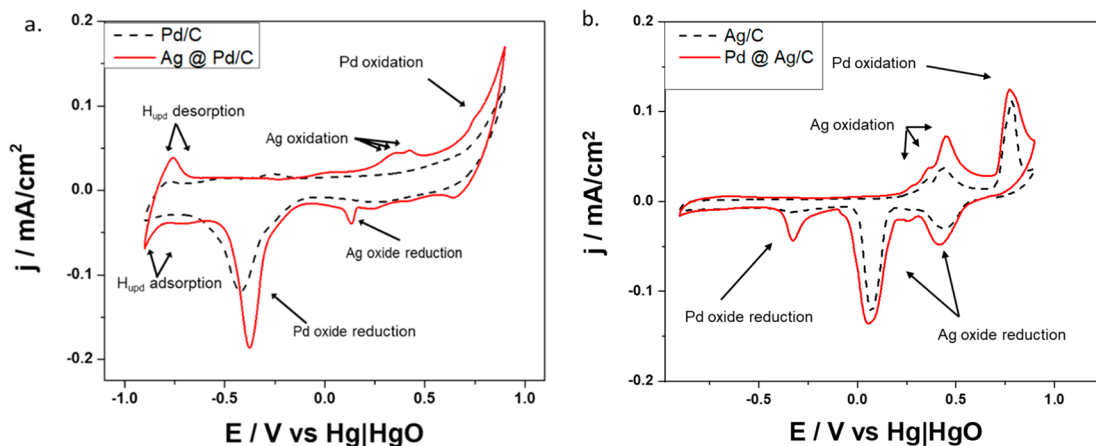 a.
Pd/C
Ag @ Pd/C
Pd oxidation
H_upd desorption
Ag oxidation
Ag oxide reduction
H_upd adsorption
Pd oxide reduction
0.2
0.1
0.0
-0.1
-0.2
j / mA/cm²
-1.0 -0.5 0.0 0.5 1.0
E / V vs Hg|HgO
b.
Ag/C
Pd @ Ag/C
Pd oxidation
Ag oxidation
Pd oxide reduction
Ag oxide reduction
0.2
0.1
0.0
-0.1
-0.2
j / mA/cm²
-0.5 0.0 0.5 1.0
E / V vs Hg|HgO